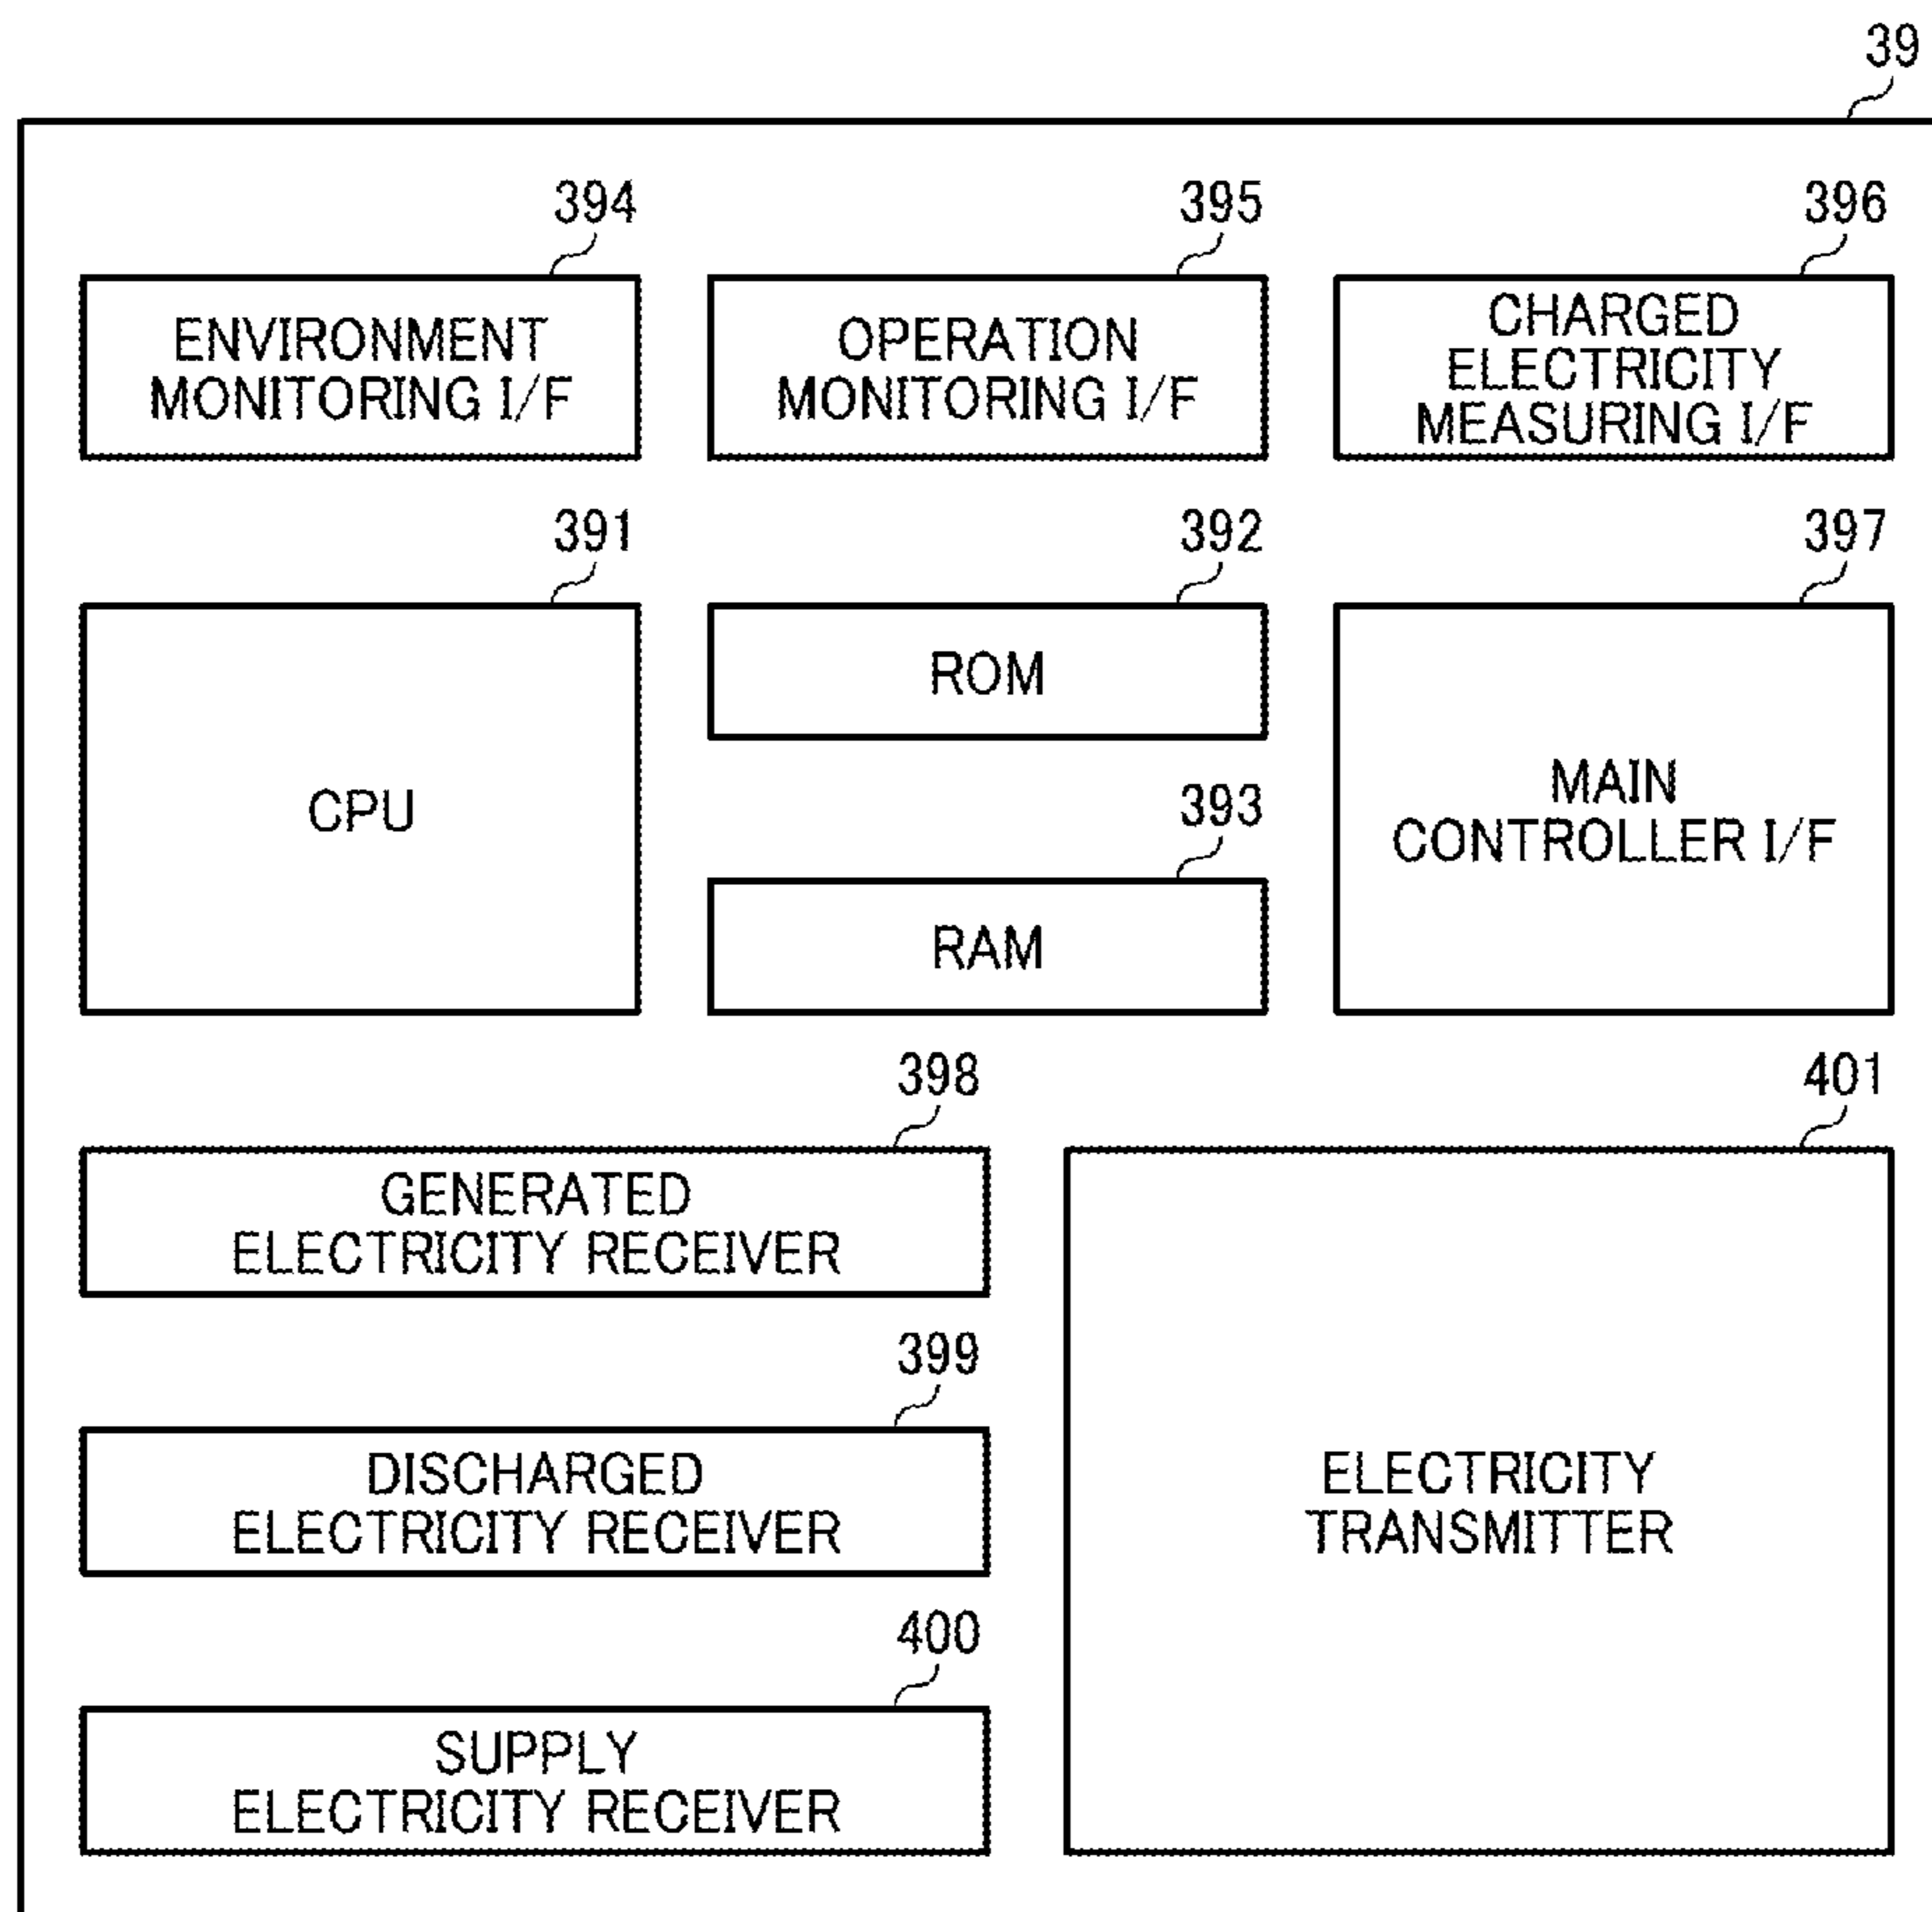 39
394
ENVIRONMENT
MONITORING I/F
395
OPERATION
MONITORING I/F
396
CHARGED
ELECTRICITY
MEASURING I/F
391
CPU
392
ROM
393
RAM
397
MAIN
CONTROLLER I/F
398
GENERATED
ELECTRICITY RECEIVER
399
DISCHARGED
ELECTRICITY RECEIVER
400
SUPPLY
ELECTRICITY RECEIVER
401
ELECTRICITY
TRANSMITTER